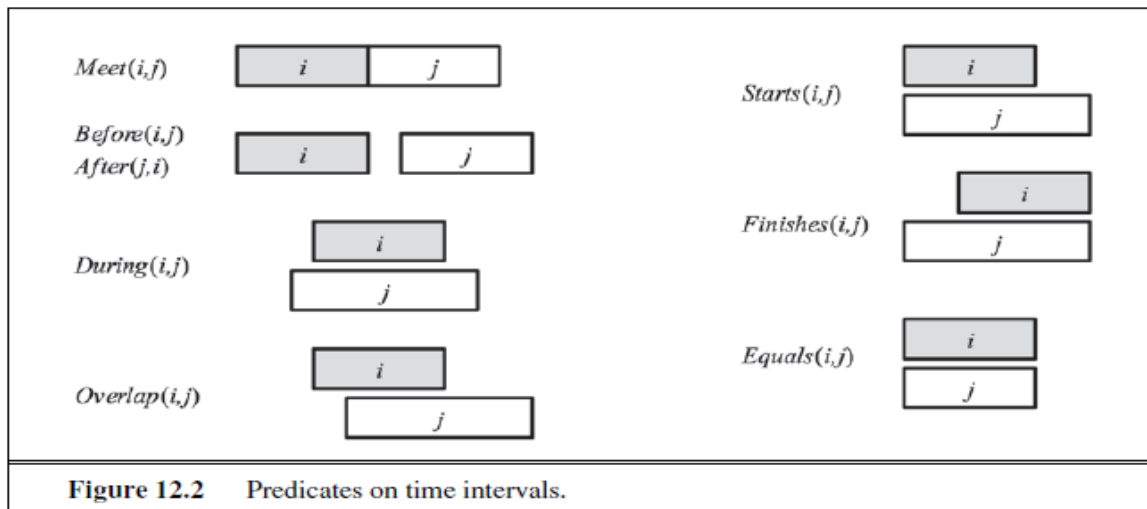 Meet(i,j)
i
j
Before(i,j)
After(j,i)
i
j
During(i,j)
i
j
Overlap(i,j)
i
j
Starts(i,j)
i
j
Finishes(i,j)
i
j
Equals(i,j)
i
j
Figure 12.2 Predicates on time intervals.